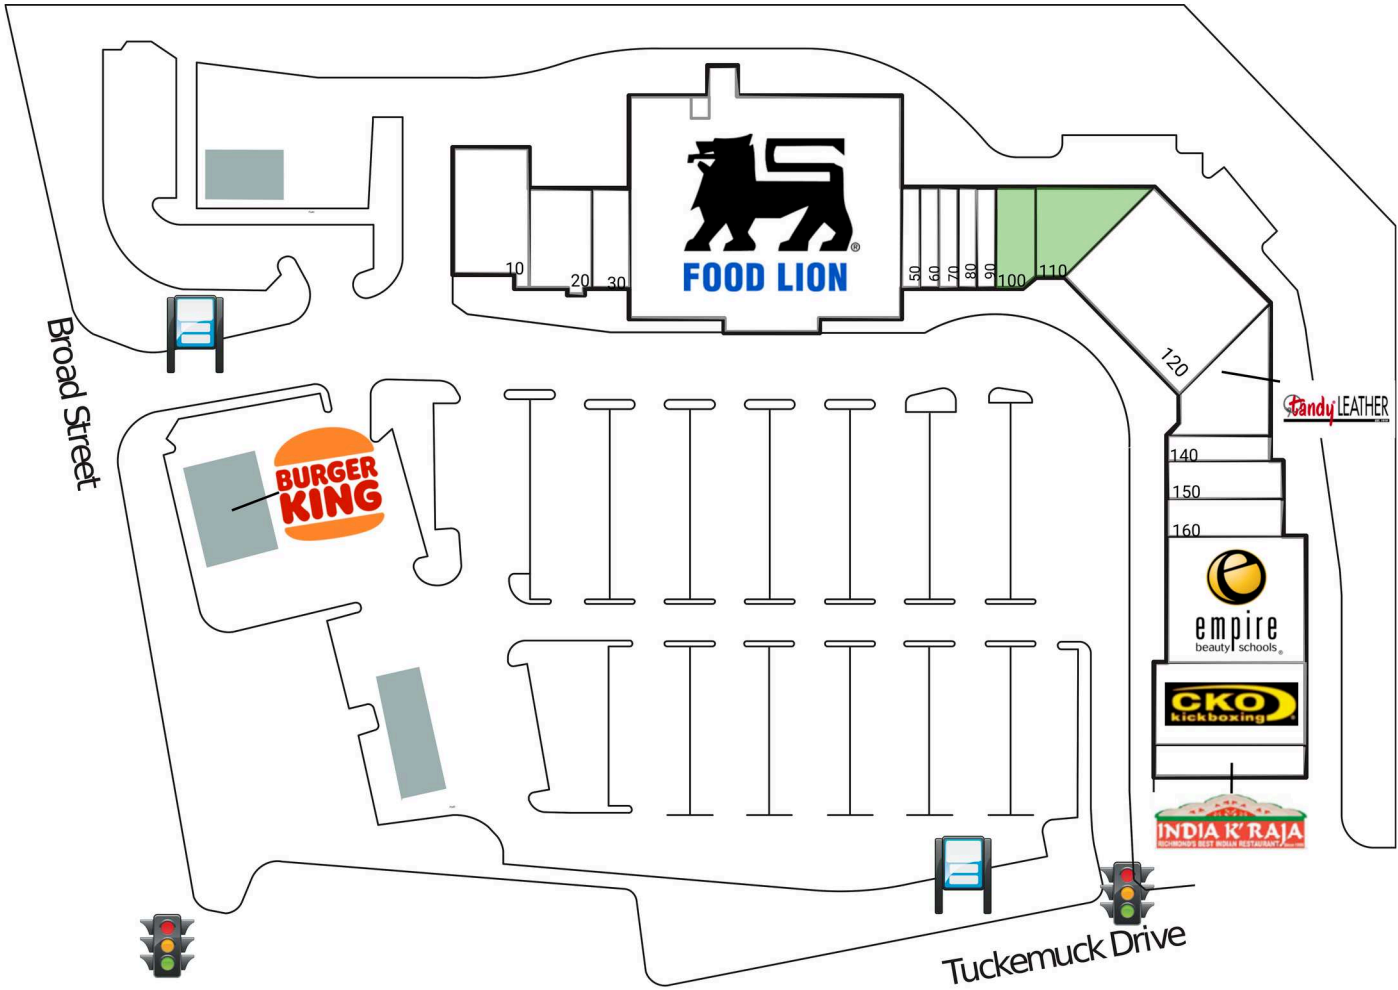 FOOD LION
®
10
20
30
50
60
70
80
90
100
110
120
tandy LEATHER
Broad Street
BURGER
KING
140
150
160
empire
beauty schools
CKO
kickboxing
INDIA K' RAJA
RICHMOND'S BEST INDIAN RESTAURANT
Tuckernuck Drive